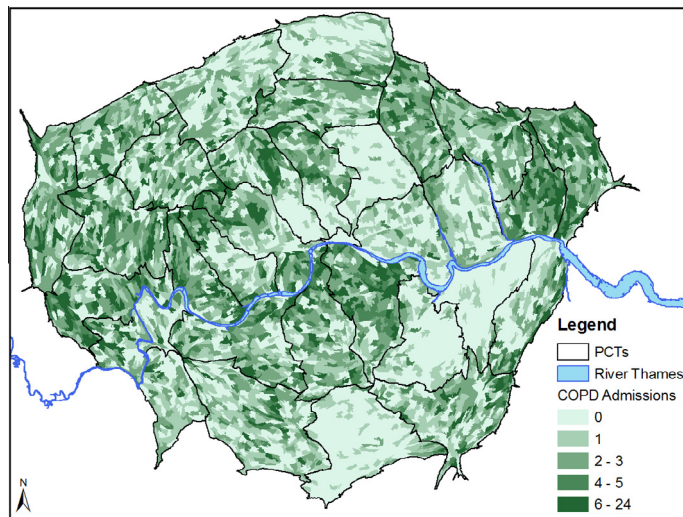 Legend
PCTs
River Thames
COPD Admissions
0
1
2 - 3
4 - 5
6 - 24
N